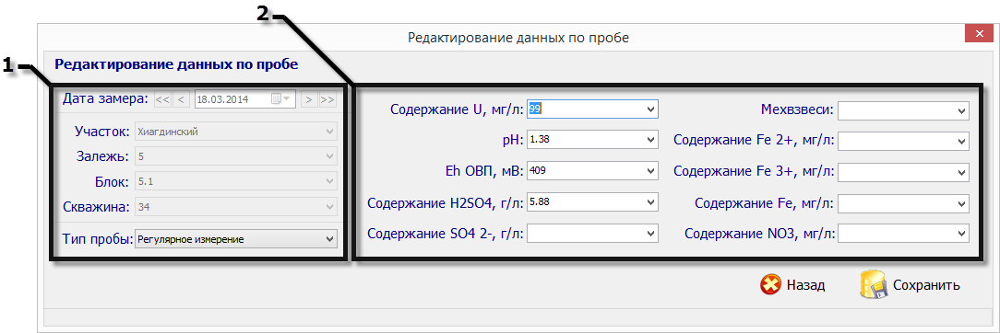 2
Редактирование данных по пробе
1
Редактирование данных по пробе
Дата замера: << < 18.03.2014 > >>
Участок: Хиагдинский
Залежь: 5
Блок: 5.1
Скважина: 34
Тип пробы: Регулярное измерение
Содержание U, мг/л: 99
pH: 1.38
Eh ОВП, мВ: 409
Содержание H2SO4, г/л: 5.88
Содержание SO4 2-, г/л:
Мехвзвеси:
Содержание Fe 2+, мг/л:
Содержание Fe 3+, мг/л:
Содержание Fe, мг/л:
Содержание NO3, мг/л:
Назад
Сохранить